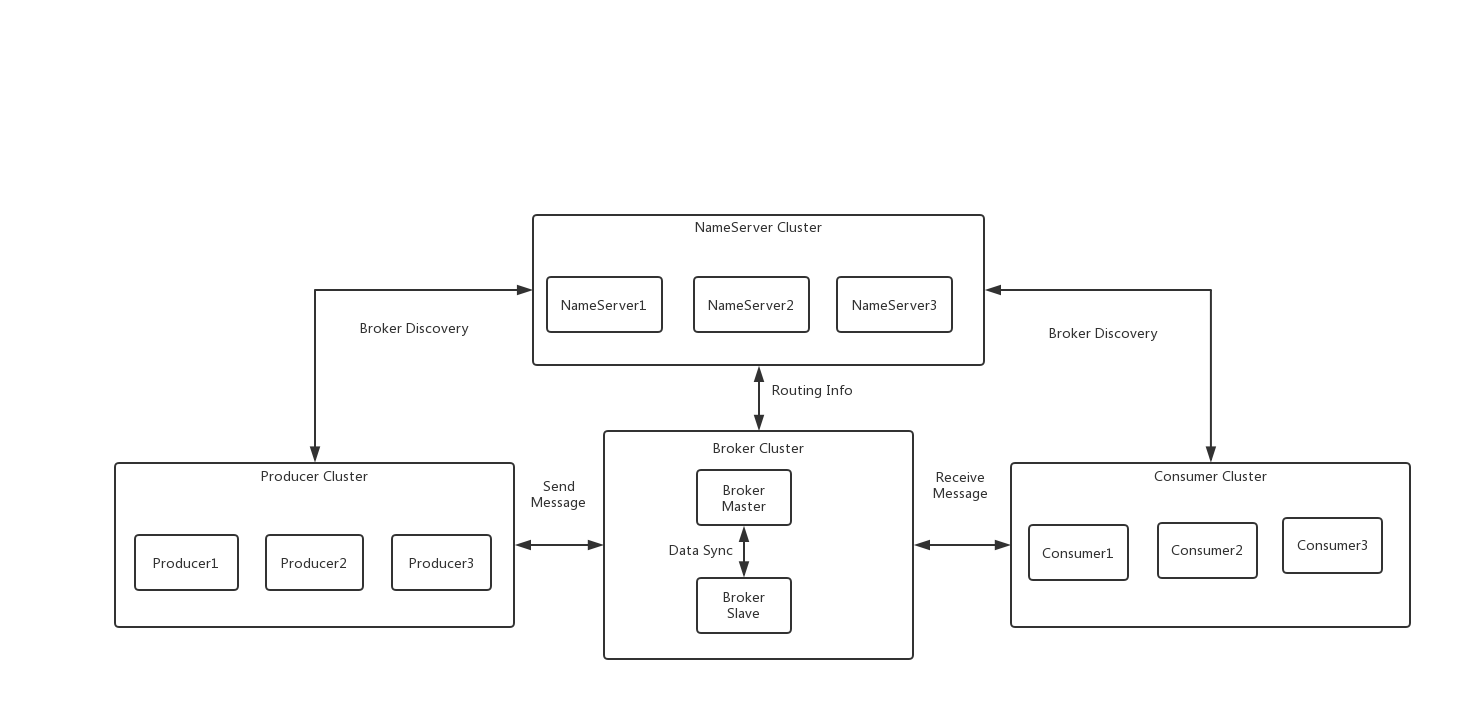 NameServer Cluster
NameServer1
NameServer2
NameServer3
Broker Discovery
Broker Discovery
Routing Info
Producer Cluster
Producer1
Producer2
Producer3
Send
Message
Broker Cluster
Broker
Master
Data Sync
Broker
Slave
Receive
Message
Consumer Cluster
Consumer1
Consumer2
Consumer3